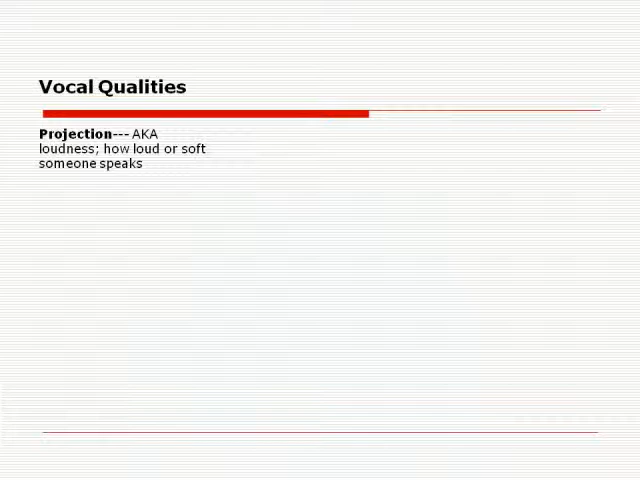 Vocal Qualities
Projection--- AKA
loudness; how loud or soft
someone speaks